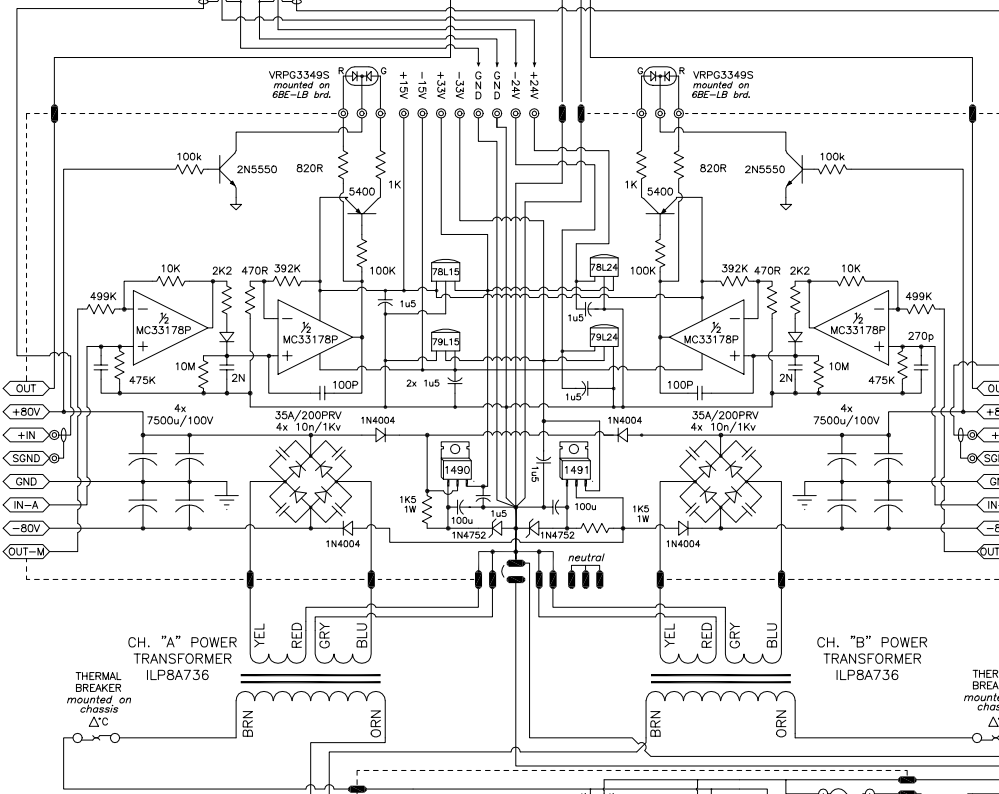 VRPG3349S
mounted on
6BE-LB brd.
R
G
+15V
-15V
+33V
-33V
GND
GND
-24V
+24V
G
R
VRPG3349S
mounted on
6BE-LB brd.
100k
2N5550
820R
1K
5400
1K
5400
820R
2N5550
100k
10K
2K2
470R
392K
100K
78L15
78L24
100K
392K
470R
2K2
10K
499K
1u5
1u5
499K
½
MC33178P
½
MC33178P
79L15
79L24
½
MC33178P
½
MC33178P
270p
475K
10M
2N
100P
2x 1u5
1u5
100P
2N
10M
475K
OUT
+80V
+IN
SGND
GND
IN-A
-80V
OUT-M
4x
7500u/100V
35A/200PRV
4x 10n/1Kv
1N4004
1N4004
35A/200PRV
4x 10n/1Kv
4x
7500u/100V
1490
1491
1u5
1K5
1W
100u
1u5
100u
1K5
1W
1N4004
1N4752
1N4752
1N4004
neutral
YEL
RED
GRY
BLU
YEL
RED
GRY
BLU
CH. "A" POWER
TRANSFORMER
ILP8A736
CH. "B" POWER
TRANSFORMER
ILP8A736
THERMAL
BREAKER
mounted on
chassis
△°C
BRN
ORN
BRN
ORN